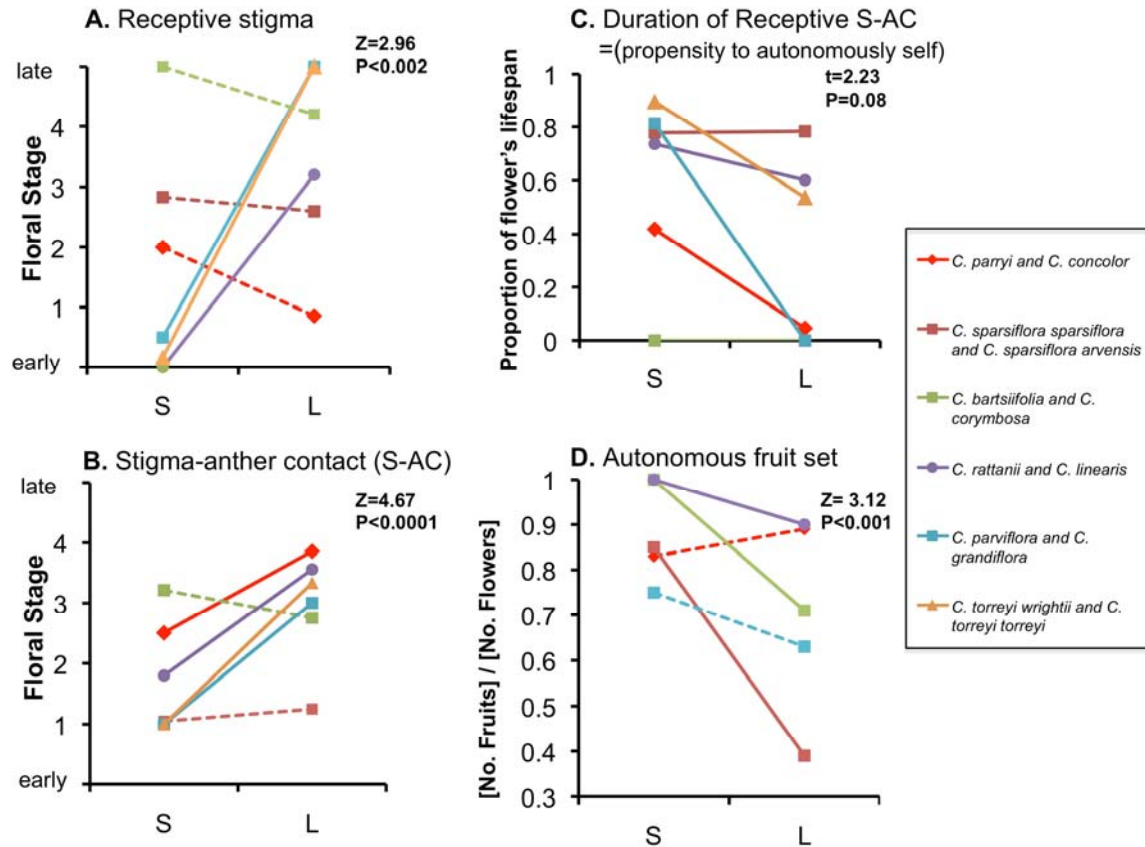 A. Receptive stigma
Z=2.96
P<0.002
late
4
3
2
1
early
Floral Stage
S
L
B. Stigma-anther contact (S-AC)
Z=4.67
P<0.0001
late
4
3
2
1
early
Floral Stage
S
L
C. Duration of Receptive S-AC
=(propensity to autonomously self)
t=2.23
P=0.08
1
0.8
0.6
0.4
0.2
0
Proportion of flower's lifespan
S
L
D. Autonomous fruit set
Z= 3.12
P<0.001
1
0.9
0.8
0.7
0.6
0.5
0.4
0.3
[No. Fruits] / [No. Flowers]
S
L
C. parryi and C. concolor
C. sparsiflora sparsiflora
and C. sparsiflora arvensis
C. bartsiifolia and C.
corymbosa
C. rattanii and C. linearis
C. parviflora and C.
grandiflora
C. torreyi wrightii and C.
torreyi torreyi